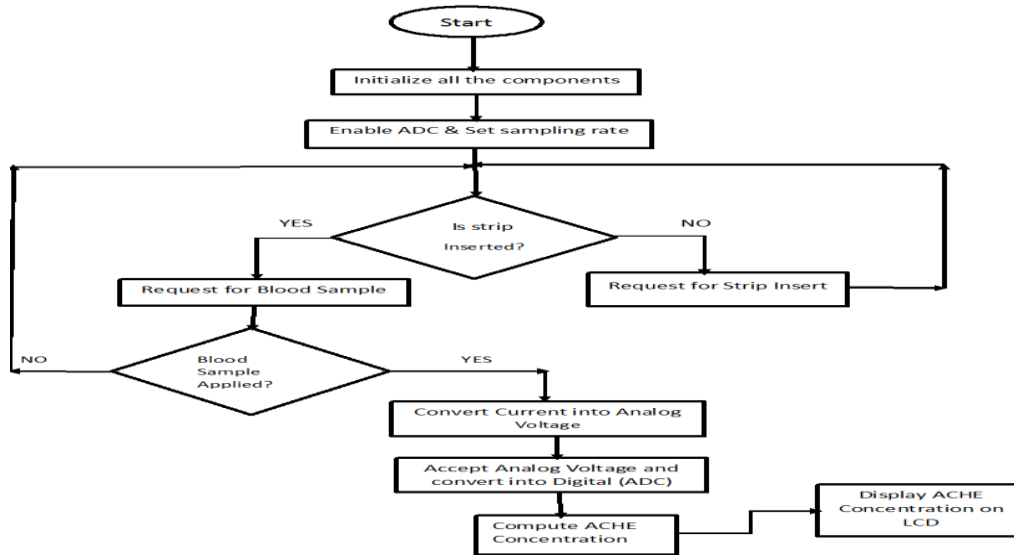 Start
Initialize all the components
Enable ADC & Set sampling rate
YES
Is strip
Inserted?
NO
Request for Blood Sample
Request for Strip Insert
NO
Blood
Sample
Applied?
YES
Convert Current into Analog
Voltage
Accept Analog Voltage and
convert into Digital (ADC)
Compute ACHE
Concentration
Display ACHE
Concentration on
LCD